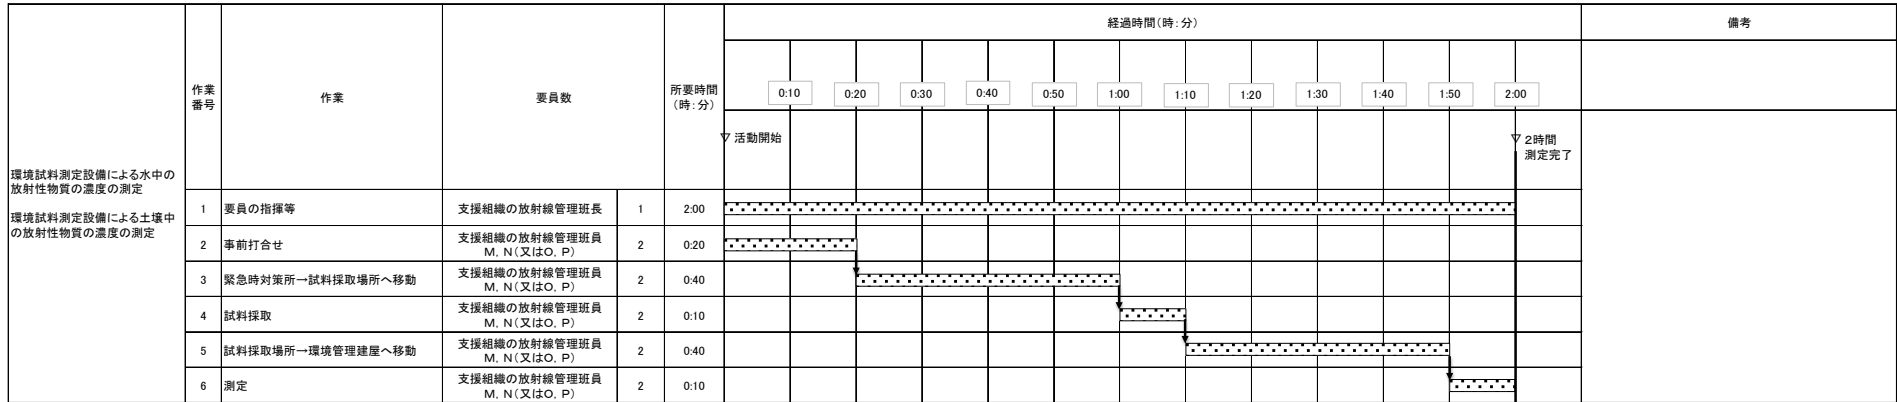 経過時間（時：分）
備考
作業
番号
作業
要員数
所要時間
（時：分）
0:10
0:20
0:30
0:40
0:50
1:00
1:10
1:20
1:30
1:40
1:50
2:00
▽ 活動開始
▽ 2時間
測定完了
環境試料測定設備による水中の
放射性物質の濃度の測定
環境試料測定設備による土壌中
の放射性物質の濃度の測定
1 要員の指揮等 支援組織の放射線管理班長 1 2:00
2 事前打合せ 支援組織の放射線管理班員
M，N（又はO，P） 2 0:20
3 緊急時対策所→試料採取場所へ移動 支援組織の放射線管理班員
M，N（又はO，P） 2 0:40
4 試料採取 支援組織の放射線管理班員
M，N（又はO，P） 2 0:10
5 試料採取場所→環境管理建屋へ移動 支援組織の放射線管理班員
M，N（又はO，P） 2 0:40
6 測定 支援組織の放射線管理班員
M，N（又はO，P） 2 0:10